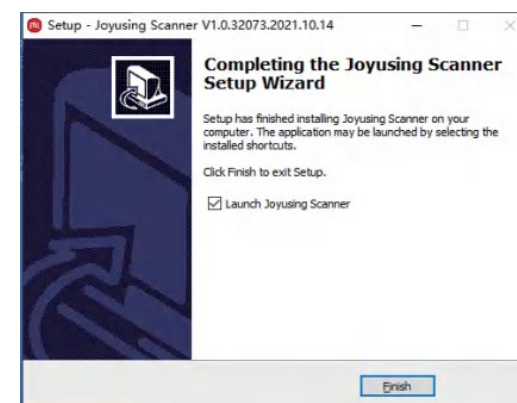 Setup - Joyusing Scanner V1.0.32073.2021.10.14
Completing the Joyusing Scanner
Setup Wizard
Setup has finished installing Joyusing Scanner on your
computer. The application may be launched by selecting the
installed shortcuts.
Click Finish to exit Setup.
Launch Joyusing Scanner
Finish